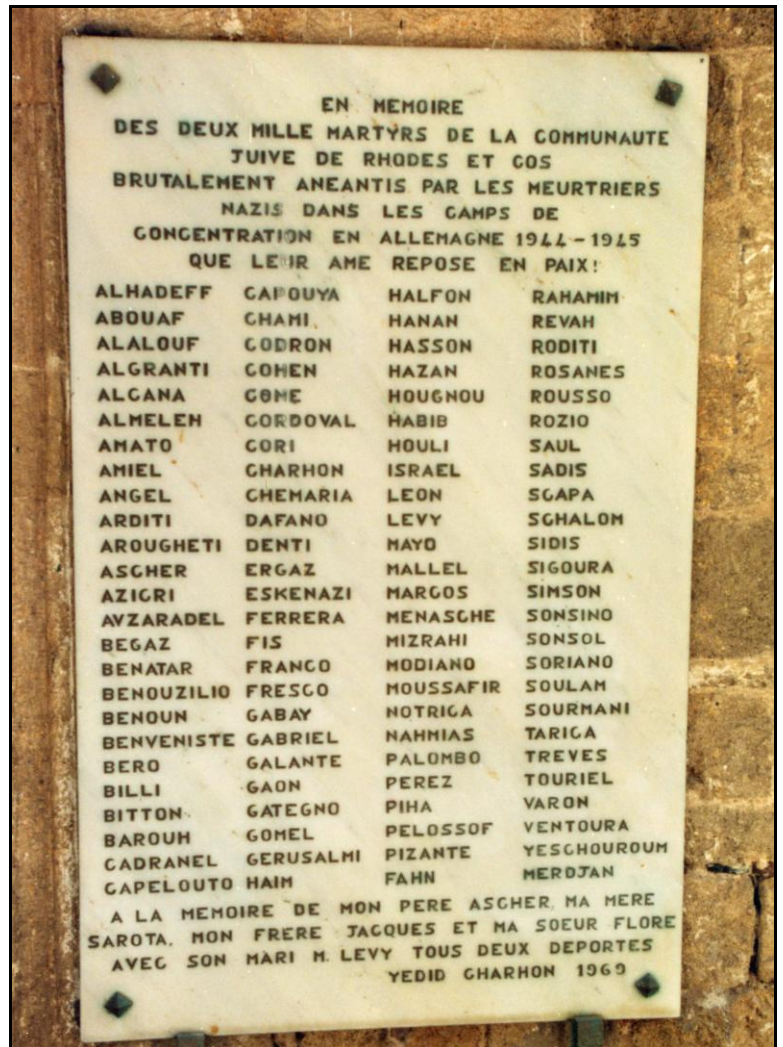 EN MEMOIRE
DES DEUX MILLE MARTYRS DE LA COMMUNAUTE
JUIVE DE RHODES ET COS
BRUTALEMENT ANEANTIS PAR LES MEURTRIERS
NAZIS DANS LES CAMPS DE
CONCENTRATION EN ALLEMAGNE 1944-1945
QUE LEUR AME REPOSE EN PAIX!
ALHADEFF CAPOUYA HALFON RAHAMIM
ABOUAF CHAMI HANAN REVAH
ALALOUF CODRON HASSON RODITI
ALGRANTI COHEN HAZAN ROSANES
ALCANA COME HOUGNOU ROUSSO
ALMELEH CORDOVAL HABIB ROZIO
AMATO CORI HOULI SAUL
AMIEL CHARHON ISRAEL SADIS
ANGEL CHEMARIA LEON SCAPA
ARDITI DAFANO LEVY SCHALOM
AROUGHETI DENTI MAYO SIDIS
ASCHER ERGAZ MALLEL SIGOURA
AZICRI ESKENAZI MARCOS SIMSON
AVZARADEL FERRERA MENASCHE SONSINO
BEGAZ FIS MIZRAHI SONSOL
BENATAR FRANCO MODIANO SORIANO
BENOUZILIO FRESCO MOUSSAFIR SOULAM
BENOUN GABAY NOTRICA SOURMANI
BENVENISTE GABRIEL NAHMIAS TARICA
BERO GALANTE PALOMBO TREVES
BILLI GAON PEREZ TOURIEL
BITTON GATEGNO PIHA VARON
BAROUH GOMEL PELOSSOF VENTOURA
CADRANEL GERUSALMI PIZANTE YESCHOUROUM
CAPELOUTO HAIM FAHN MERDJAN
A LA MEMOIRE DE MON PERE ASCHER, MA MERE
SAROTA, MON FRERE JACQUES ET MA SOEUR FLORE
AVEC SON MARI M. LEVY TOUS DEUX DEPORTES
YEDID CHARHON 1969